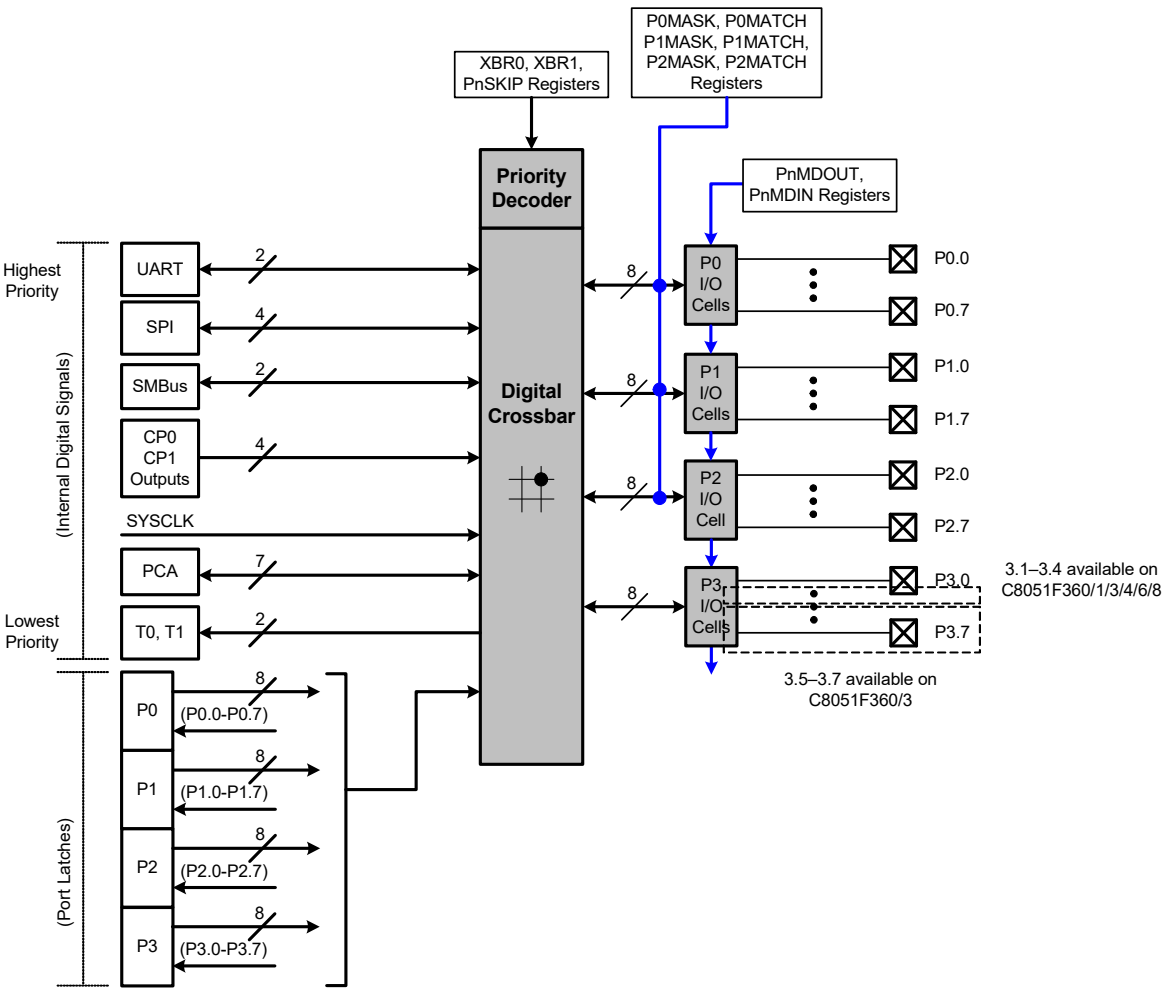 P0MASK, P0MATCH
P1MASK, P1MATCH,
P2MASK, P2MATCH
Registers
XBR0, XBR1,
PnSKIP Registers
PnMDOUT,
PnMDIN Registers
Priority
Decoder
Digital
Crossbar
Highest
Priority
(Internal Digital Signals)
Lowest
Priority
(Port Latches)
UART
2
SPI
4
SMBus
2
CP0
CP1
Outputs
4
SYSCLK
PCA
7
T0, T1
2
P0
8
(P0.0-P0.7)
P1
8
(P1.0-P1.7)
P2
8
(P2.0-P2.7)
P3
8
(P3.0-P3.7)
8
P0
I/O
Cells
P0.0
P0.7
8
P1
I/O
Cells
P1.0
P1.7
8
P2
I/O
Cell
P2.0
P2.7
8
P3
I/O
Cells
P3.0
P3.7
3.1–3.4 available on
C8051F360/1/3/4/6/8
3.5–3.7 available on
C8051F360/3